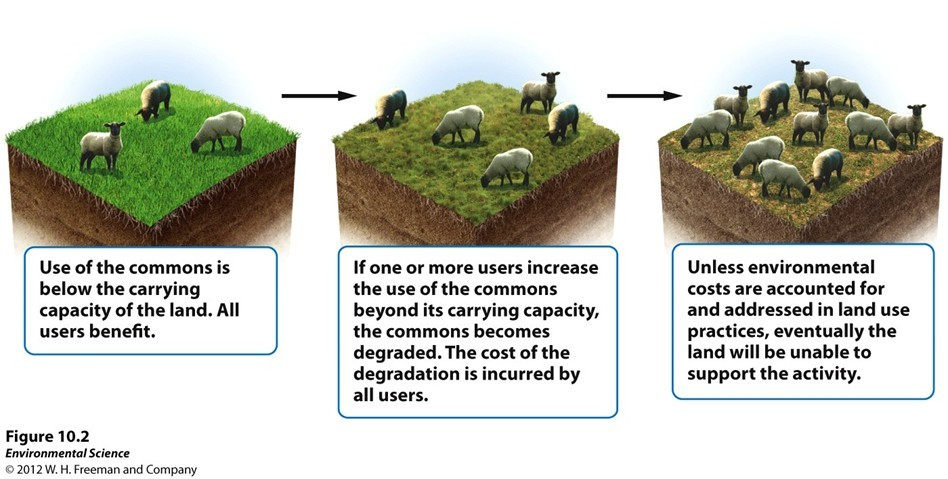 Use of the commons is
below the carrying
capacity of the land. All
users benefit.
If one or more users increase
the use of the commons
beyond its carrying capacity,
the commons becomes
degraded. The cost of the
degradation is incurred by
all users.
Unless environmental
costs are accounted for
and addressed in land use
practices, eventually the
land will be unable to
support the activity.
Figure 10.2
Environmental Science
© 2012 W. H. Freeman and Company